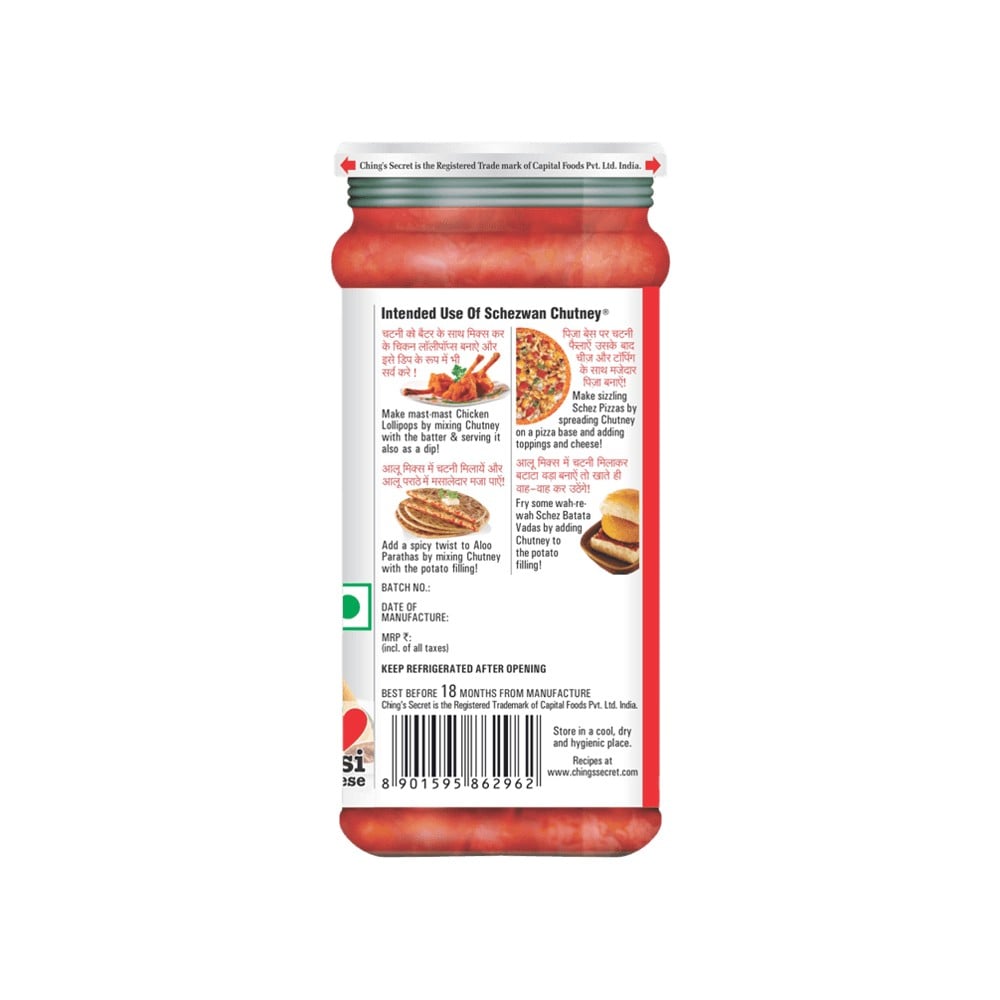 Ching's Secret is the Registered Trade mark of Capital Foods Pvt. Ltd. India.
Intended Use Of Schezwan Chutney®
चटनी को बैटर के साथ मिक्स कर
के चिकन लॉलीपॉप्स बनाएे और
इसे डिप के रूप में भी
सर्व करे !
Make mast-mast Chicken
Lollipops by mixing Chutney
with the batter & serving it
also as a dip!
पिज़ा बेस पर चटनी
फैलाएें उसके बाद
चीज और टॉपिंग
के साथ मजेदार
पिज़ा बनाएें!
Make sizzling
Schez Pizzas by
spreading Chutney
on a pizza base and adding
toppings and cheese!
आलू मिक्स में चटनी मिलायें और
आलू पराठे में मसालेदार मजा पाएें!
Add a spicy twist to Aloo
Parathas by mixing Chutney
with the potato filling!
आलू मिक्स में चटनी मिलाकर
बटाटा वड़ा बनाएें तो खाते ही
वाह-वाह कर उठेंगे!
Fry some wah-re-
wah Schez Batata
Vadas by adding
Chutney to
the potato
filling!
BATCH NO.:
DATE OF
MANUFACTURE:
MRP ₹:
(incl. of all taxes)
KEEP REFRIGERATED AFTER OPENING
BEST BEFORE 18 MONTHS FROM MANUFACTURE
Ching's Secret is the Registered Trademark of Capital Foods Pvt. Ltd. India.
Store in a cool, dry
and hygienic place.
Recipes at
www.chingssecret.com
8 901595 862962
si
ese